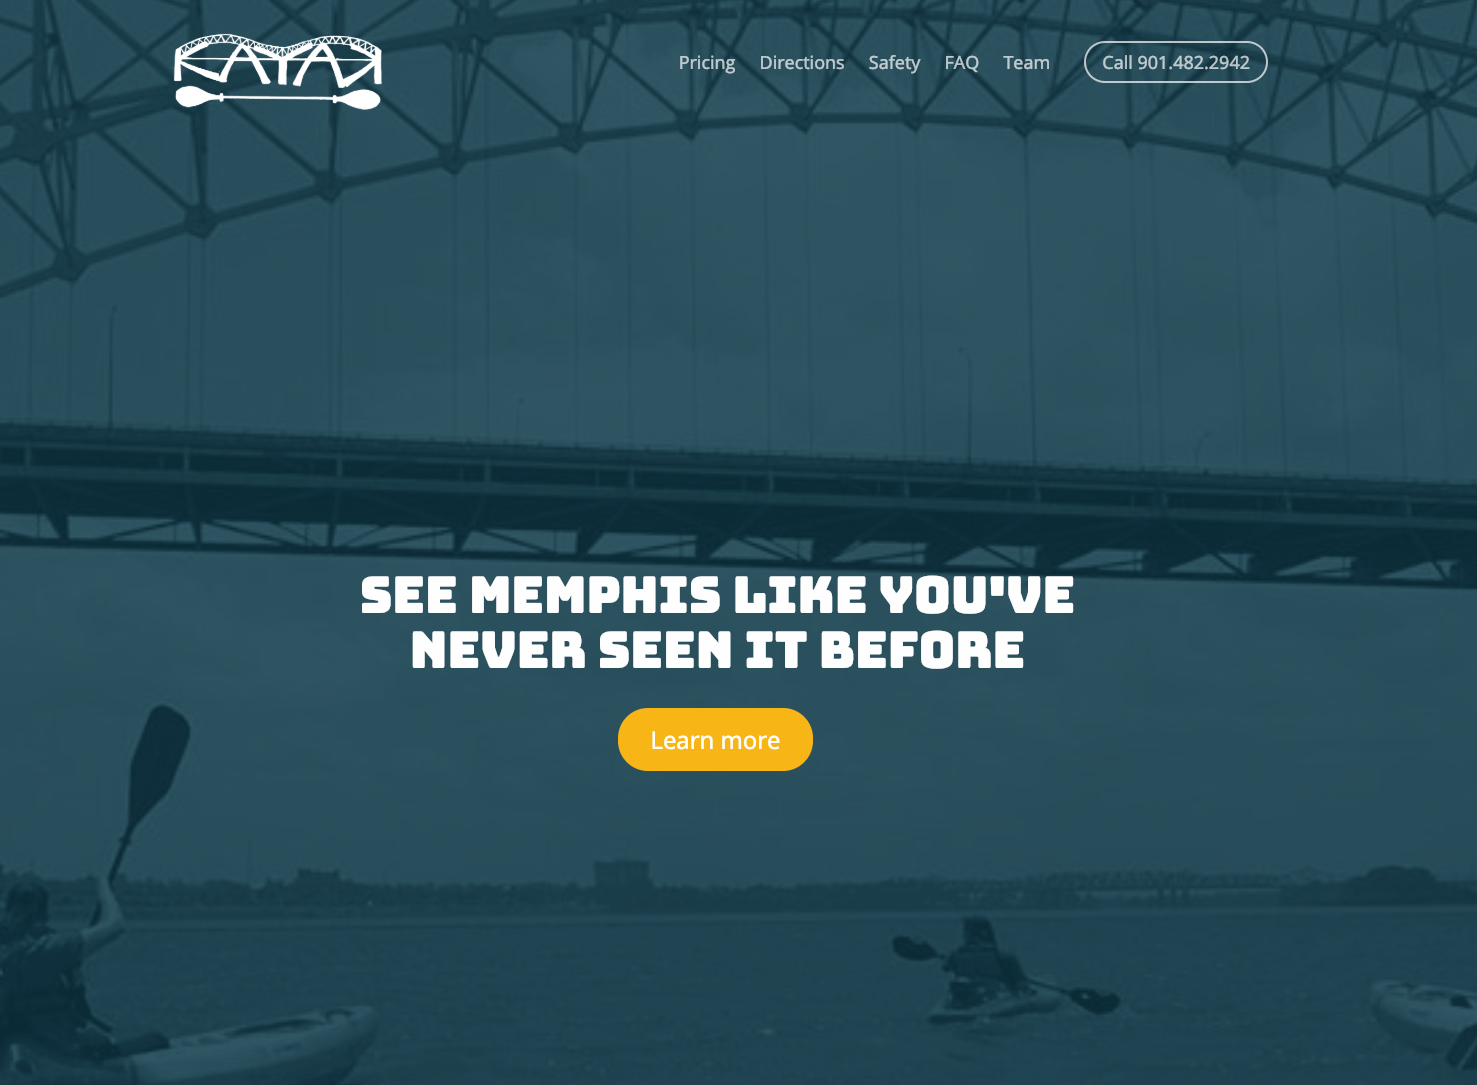 KAYAK
Pricing Directions Safety FAQ Team Call 901.482.2942
SEE MEMPHIS LIKE YOU'VE
NEVER SEEN IT BEFORE
Learn more